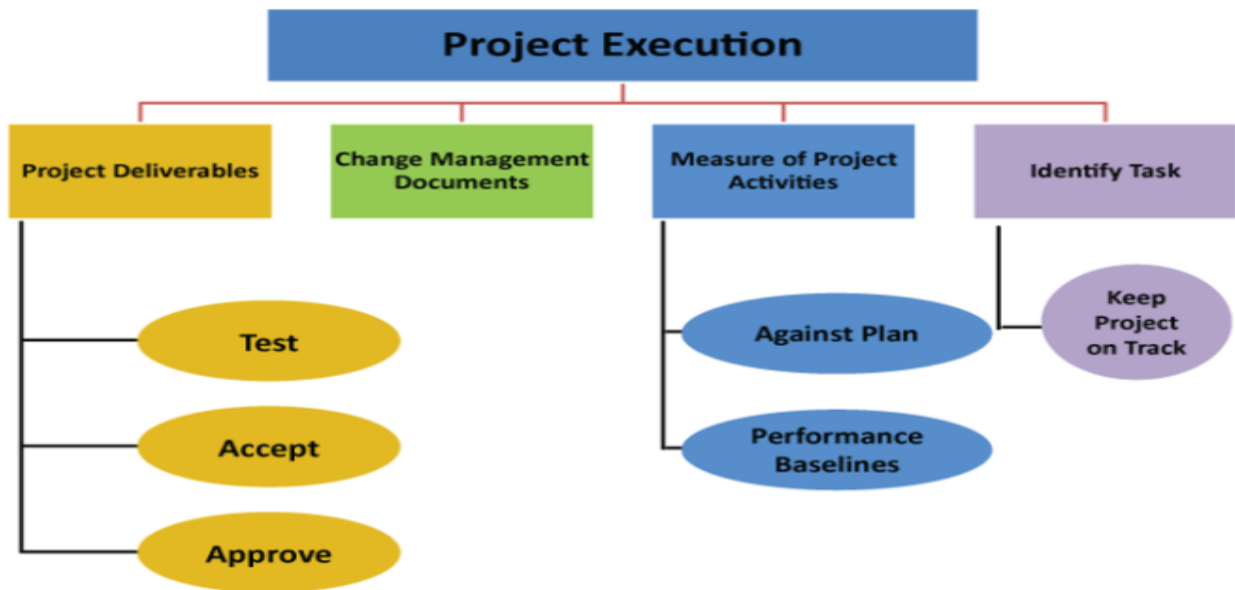 Project Execution
Project Deliverables
Change Management
Documents
Measure of Project
Activities
Identify Task
Test
Accept
Approve
Against Plan
Performance
Baselines
Keep
Project
on Track